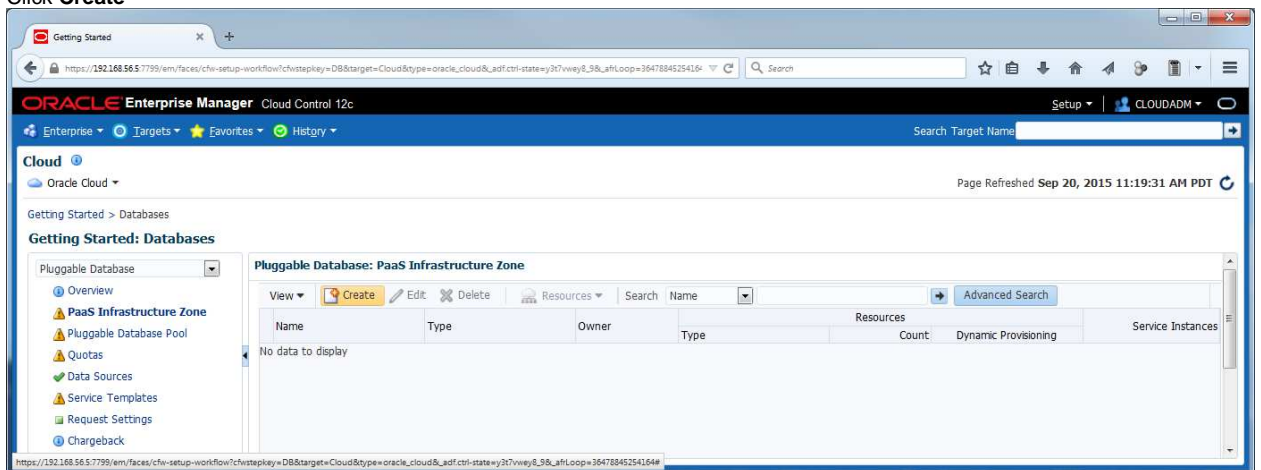 Click Create
Getting Started
https://192.168.56.5:7799/em/faces/cfw-setup-workflow?cfwstepkey=DB&target=Cloud&type=oracle_cloud&_adf.ctrl-state=y3t7vwey8_98_afrLoop=3647884525416
Search
ORACLE Enterprise Manager Cloud Control 12c
Setup
CLOUDADM
Enterprise Targets Favorites History
Search Target Name
Cloud
Oracle Cloud
Page Refreshed Sep 20, 2015 11:19:31 AM PDT
Getting Started > Databases
Getting Started: Databases
Pluggable Database
Overview
PaaS Infrastructure Zone
Pluggable Database Pool
Quotas
Data Sources
Service Templates
Request Settings
Chargeback
Pluggable Database: PaaS Infrastructure Zone
View Create Edit Delete Resources Search Name Advanced Search
Name Type Owner Resources Service Instances
Type Count Dynamic Provisioning
No data to display
https://192.168.56.5:7799/em/faces/cfw-setup-workflow?cfwstepkey=DB&target=Cloud&type=oracle_cloud&_adf.ctrl-state=y3t7vwey8_98_afrLoop=36478845254164#